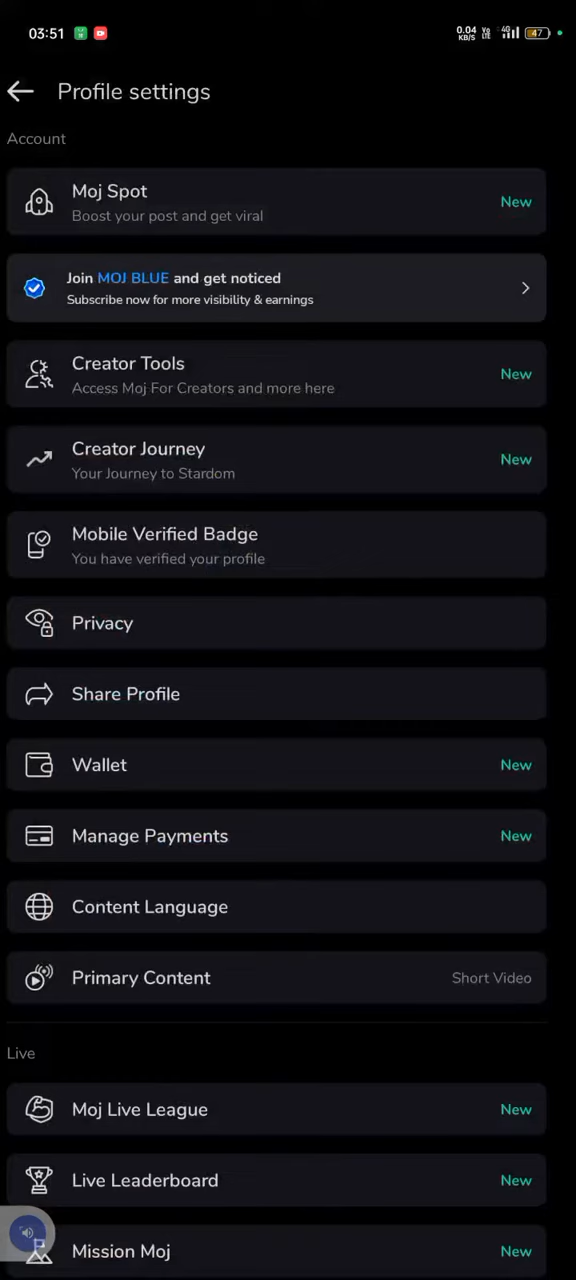 03:51
0.04 KB/S Vo LTE 4G 47
Profile settings
Account
Moj Spot
Boost your post and get viral
New
Join MOJ BLUE and get noticed
Subscribe now for more visibility & earnings
Creator Tools
Access Moj For Creators and more here
New
Creator Journey
Your Journey to Stardom
New
Mobile Verified Badge
You have verified your profile
Privacy
Share Profile
Wallet
New
Manage Payments
New
Content Language
Primary Content
Short Video
Live
Moj Live League
New
Live Leaderboard
New
Mission Moj
New